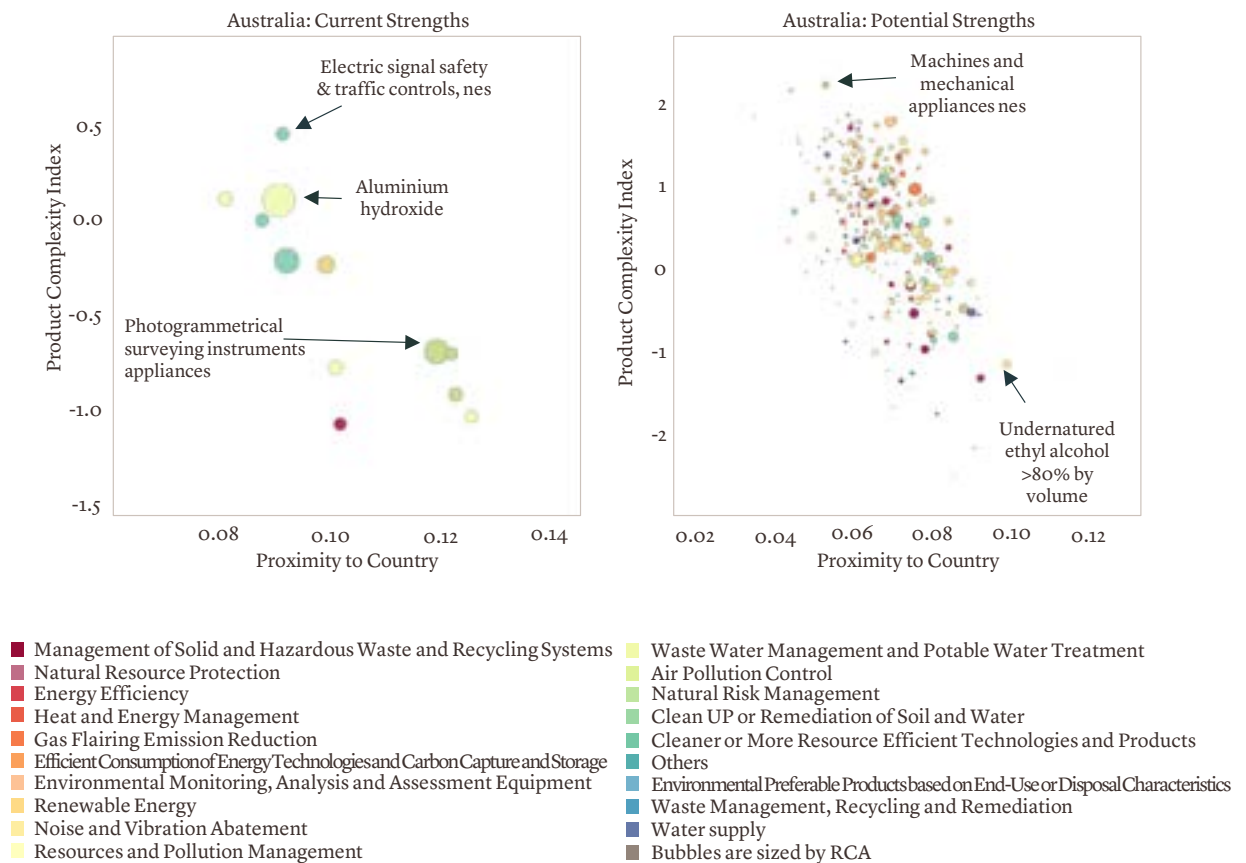 Australia: Current Strengths
Electric signal safety
& traffic controls, nes
Aluminium
hydroxide
Photogrammetrical
surveying instruments
appliances
Product Complexity Index
0.5
0.0
-0.5
-1.0
-1.5
0.08
0.10
0.12
0.14
Proximity to Country
Australia: Potential Strengths
Machines and
mechanical
appliances nes
Undernatured
ethyl alcohol
>80% by
volume
Product Complexity Index
2
1
0
-1
-2
0.02
0.04
0.06
0.08
0.10
0.12
Proximity to Country
Management of Solid and Hazardous Waste and Recycling Systems
Natural Resource Protection
Energy Efficiency
Heat and Energy Management
Gas Flairing Emission Reduction
Efficient Consumption of Energy Technologies and Carbon Capture and Storage
Environmental Monitoring, Analysis and Assessment Equipment
Renewable Energy
Noise and Vibration Abatement
Resources and Pollution Management
Waste Water Management and Potable Water Treatment
Air Pollution Control
Natural Risk Management
Clean UP or Remediation of Soil and Water
Cleaner or More Resource Efficient Technologies and Products
Others
Environmental Preferable Products based on End-Use or Disposal Characteristics
Waste Management, Recycling and Remediation
Water supply
Bubbles are sized by RCA